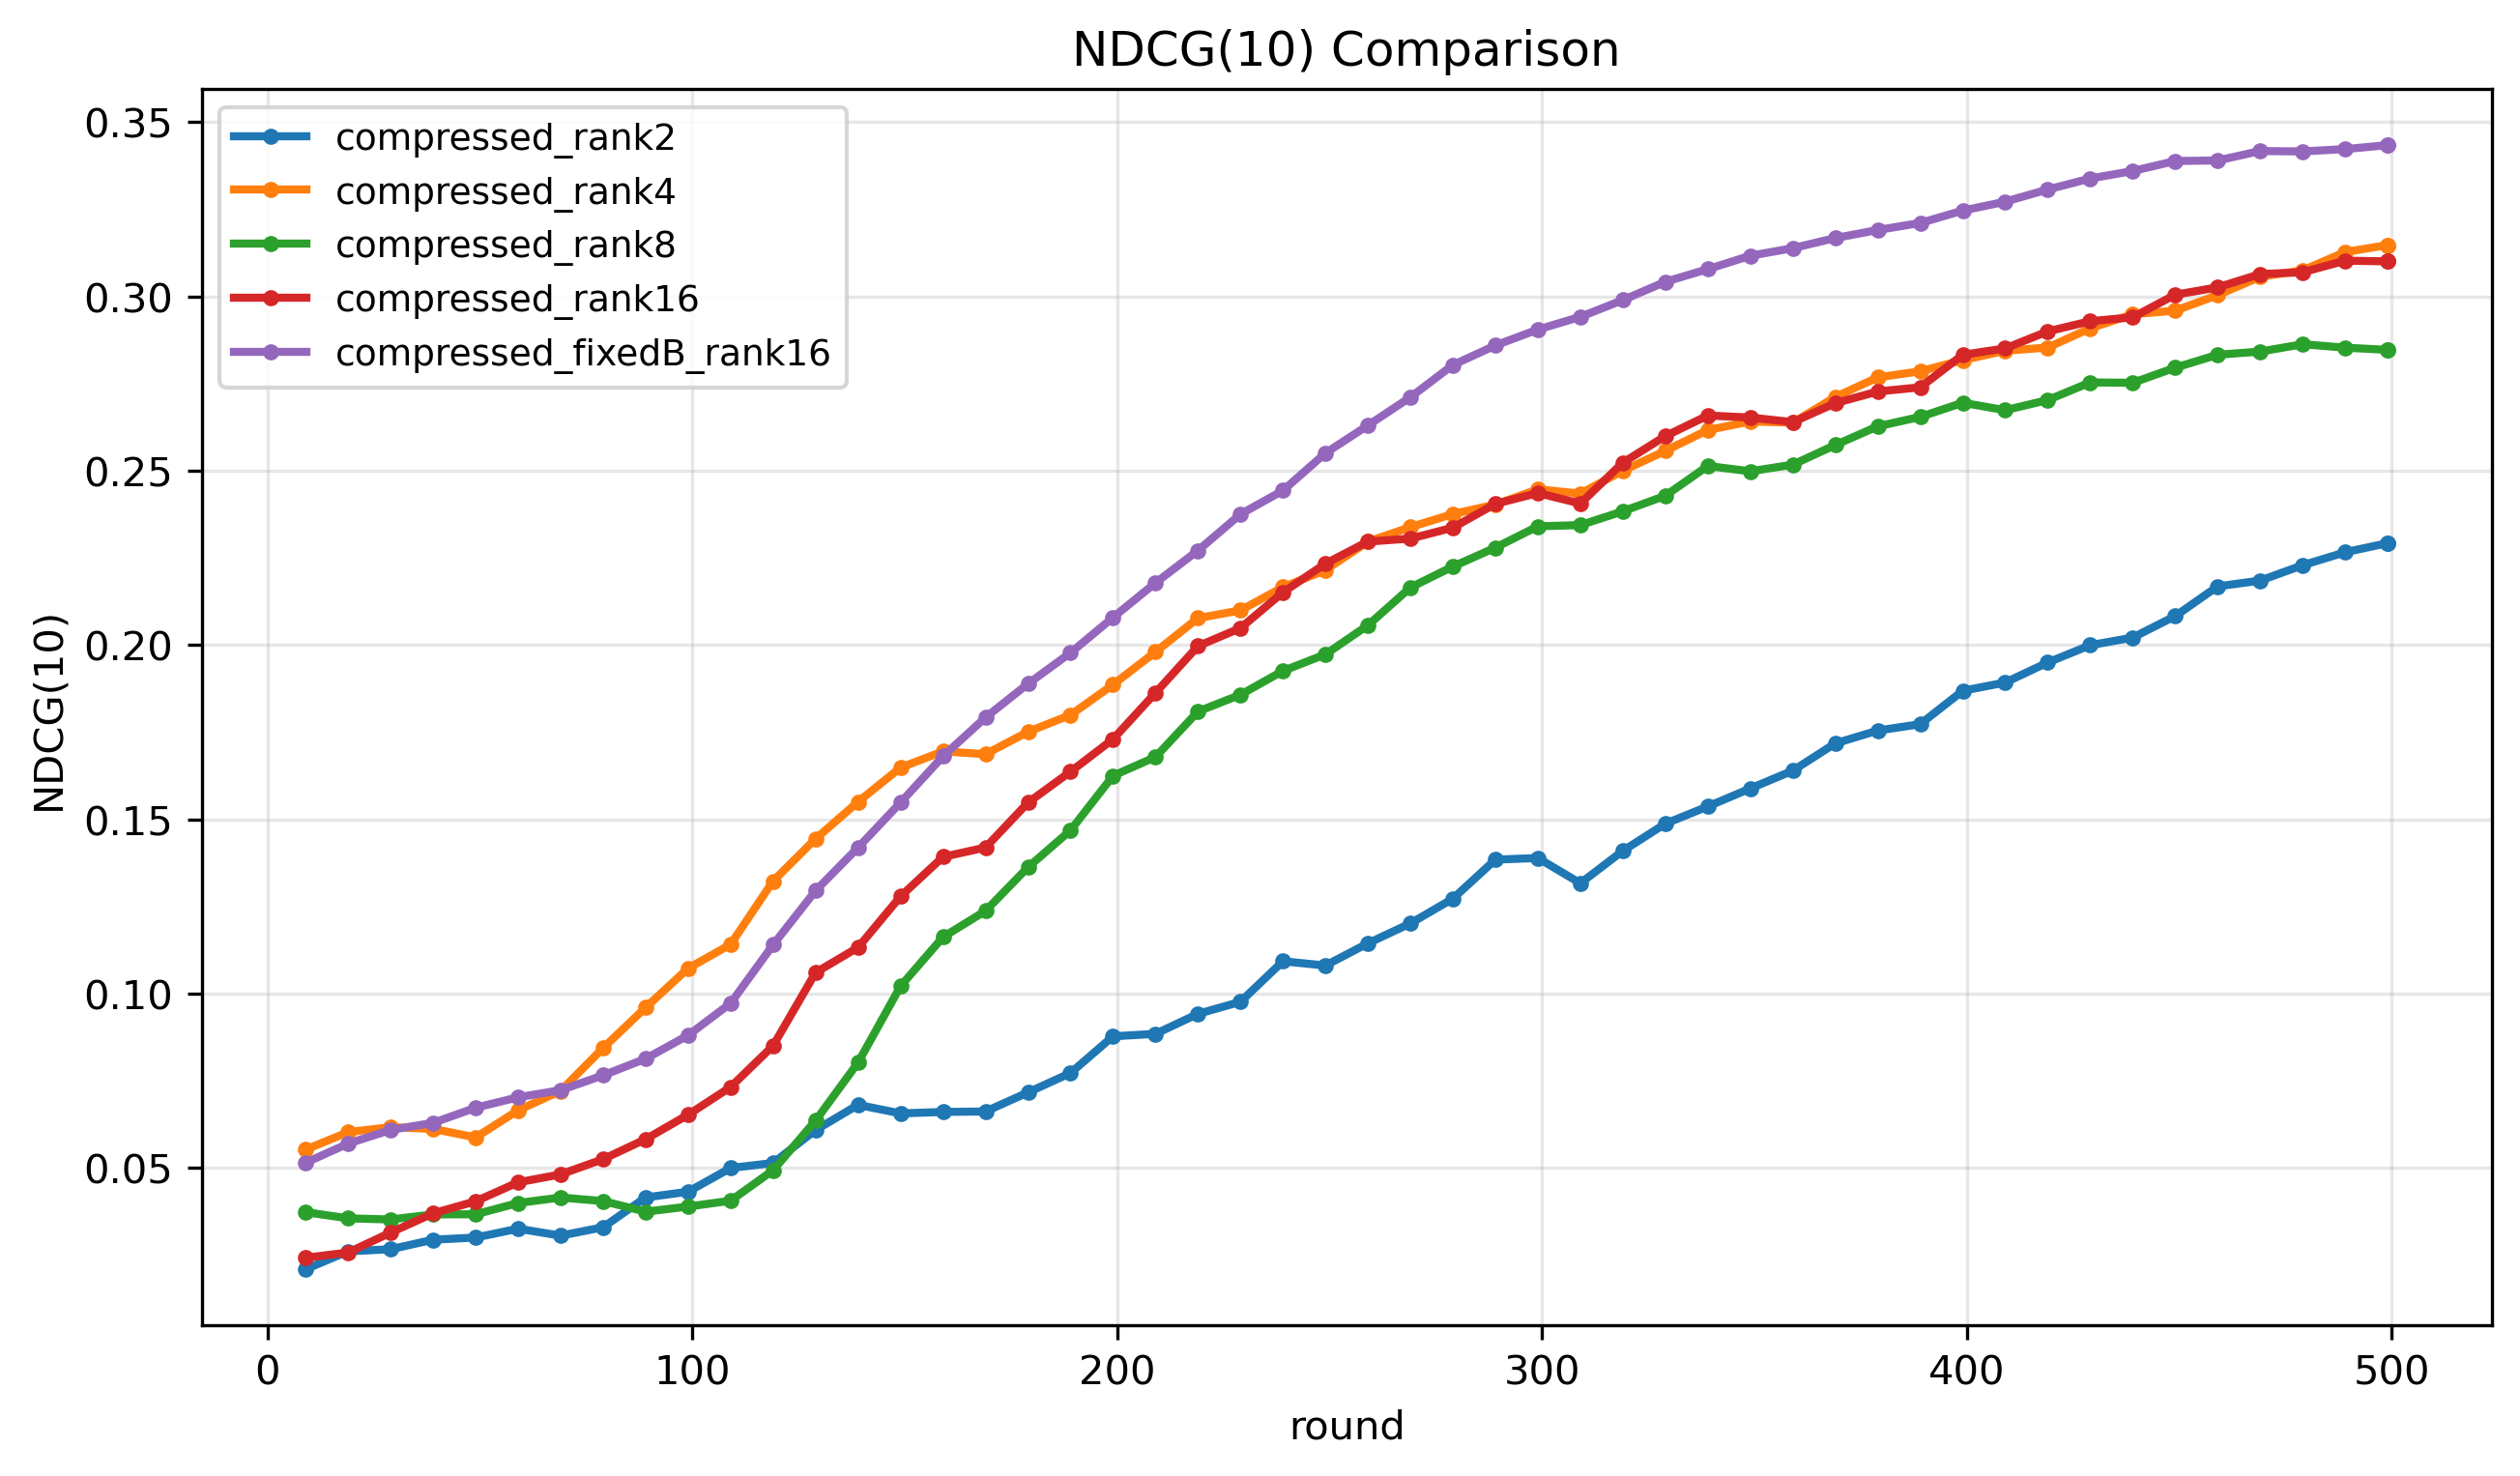 NDCG(10) Comparison
compressed_rank2
compressed_rank4
compressed_rank8
compressed_rank16
compressed_fixedB_rank16
NDCG(10)
0.35
0.30
0.25
0.20
0.15
0.10
0.05
0 100 200 300 400 500
round